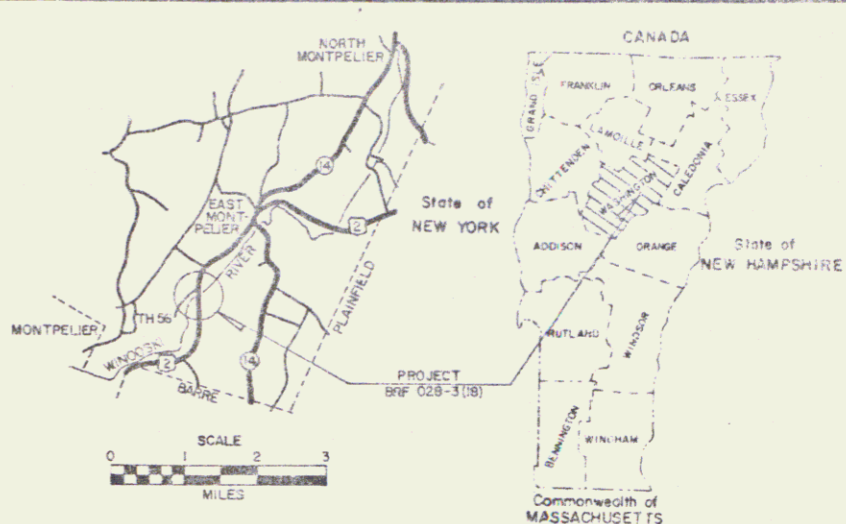 NORTH
MONTPELIER
14
EAST
MONT-
PELIER
2
RIVER
MONTPELIER
TH 56
WINOOSKI
2
14
BARRE
PLAINFIELD
State of
NEW YORK
PROJECT
BRF 028-3(18)
SCALE
0 1 2 3
MILES
CANADA
GRAND ISLE
FRANKLIN
ORLEANS
ESSEX
LAMOILLE
CHITTENDEN
WASHINGTON
CALEDONIA
ADDISON
ORANGE
State of
NEW HAMPSHIRE
RUTLAND
WINDSOR
BENNINGTON
WINDHAM
Commonwealth of
MASSACHUSETTS